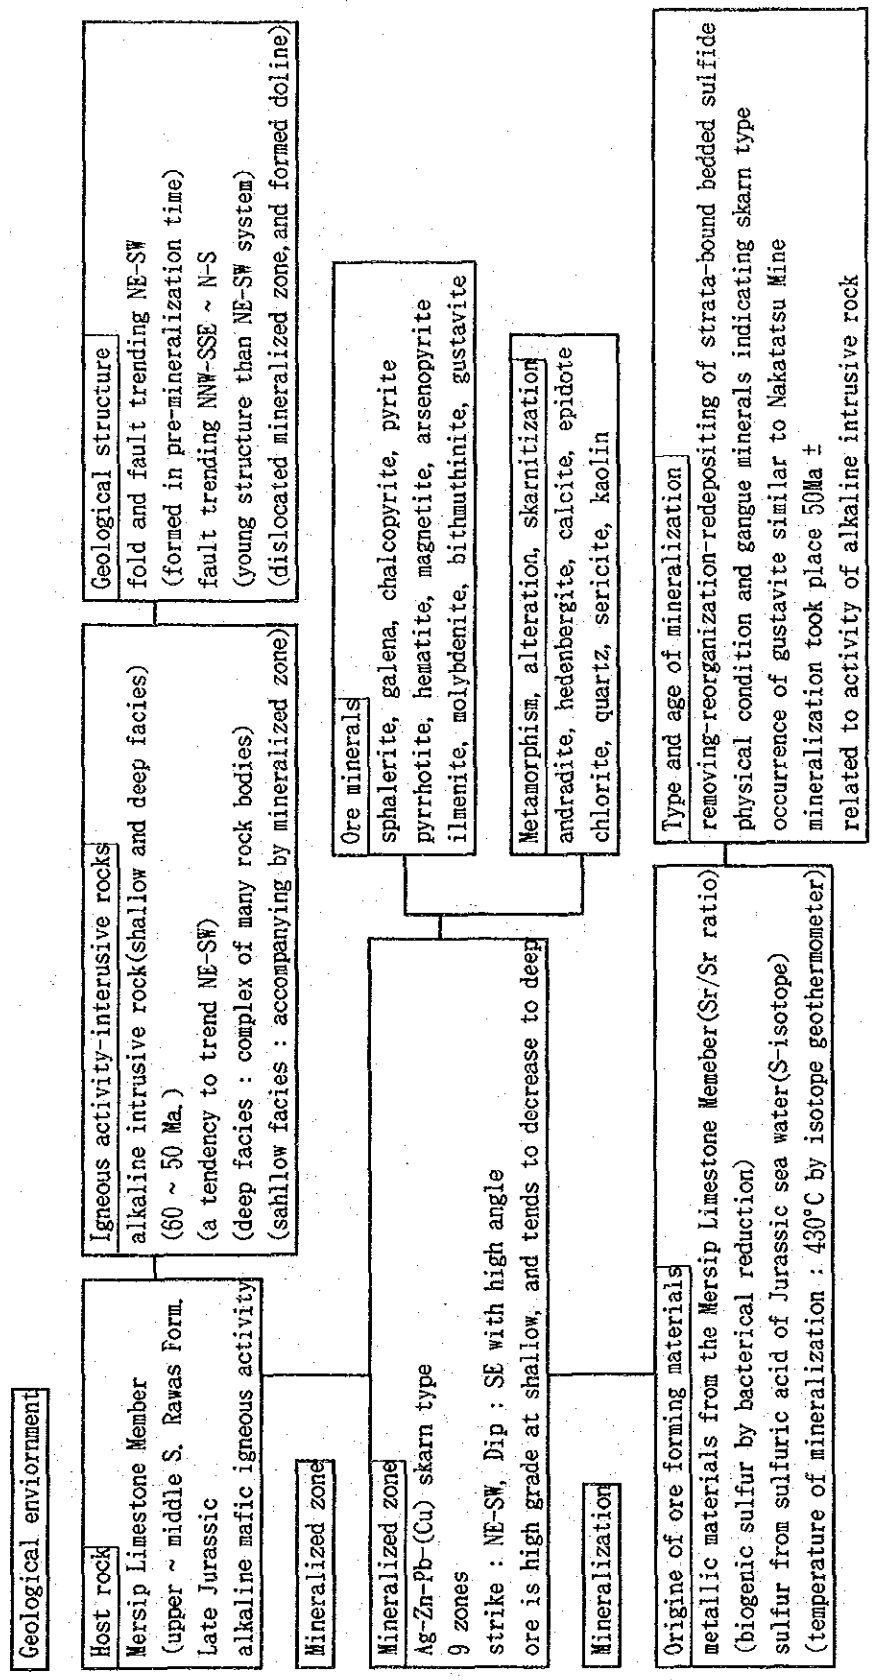 Geological enviornment
Host rock
Mersip Limestone Member
(upper ~ middle S. Rawas Form.
Late Jurassic
alkaline mafic igneous activity
Igneous activity-interusive rocks
alkaline intrusive rock(shallow and deep facies)
(60 ~ 50 Ma.)
(a tendency to trend NE-SW)
(deep facies : complex of many rock bodies)
(sahllow facies : accompanying by mineralized zone)
Geological structure
fold and fault trending NE-SW
(formed in pre-mineralization time)
fault trending NNW-SSE ~ N-S
(young structure than NE-SW system)
(dislocated mineralized zone, and formed doline)
Mineralized zone
Mineralized zone
Ag-Zn-Pb-(Cu) skarn type
9 zones
strike : NE-SW, Dip : SE with high angle
ore is high grade at shallow, and tends to decrease to deep
Ore minerals
sphalerite, galena, chalcopyrite, pyrite
pyrrhotite, hematite, magnetite, arsenopyrite
ilmenite, molybdenite, bithmuthinite, gustavite
Metamorphism, alteration, skarnitization
andradite, hedenbergite, calcite, epidote
chlorite, quartz, sericite, kaolin
Mineralization
Origine of ore forming materials
metallic materials from the Mersip Limestone Memeber(Sr/Sr ratio)
(biogenic sulfur by bacterical reduction)
sulfur from sulfuric acid of Jurassic sea water(S-isotope)
(temperature of mineralization : 430°C by isotope geothermometer)
Type and age of mineralization
removing-reorganization-redepositing of strata-bound bedded sulfide
physical condition and gangue minerals indicating skarn type
occurrence of gustavite similar to Nakatatsu Mine
mineralization took place 50Ma ±
related to activity of alkaline intrusive rock